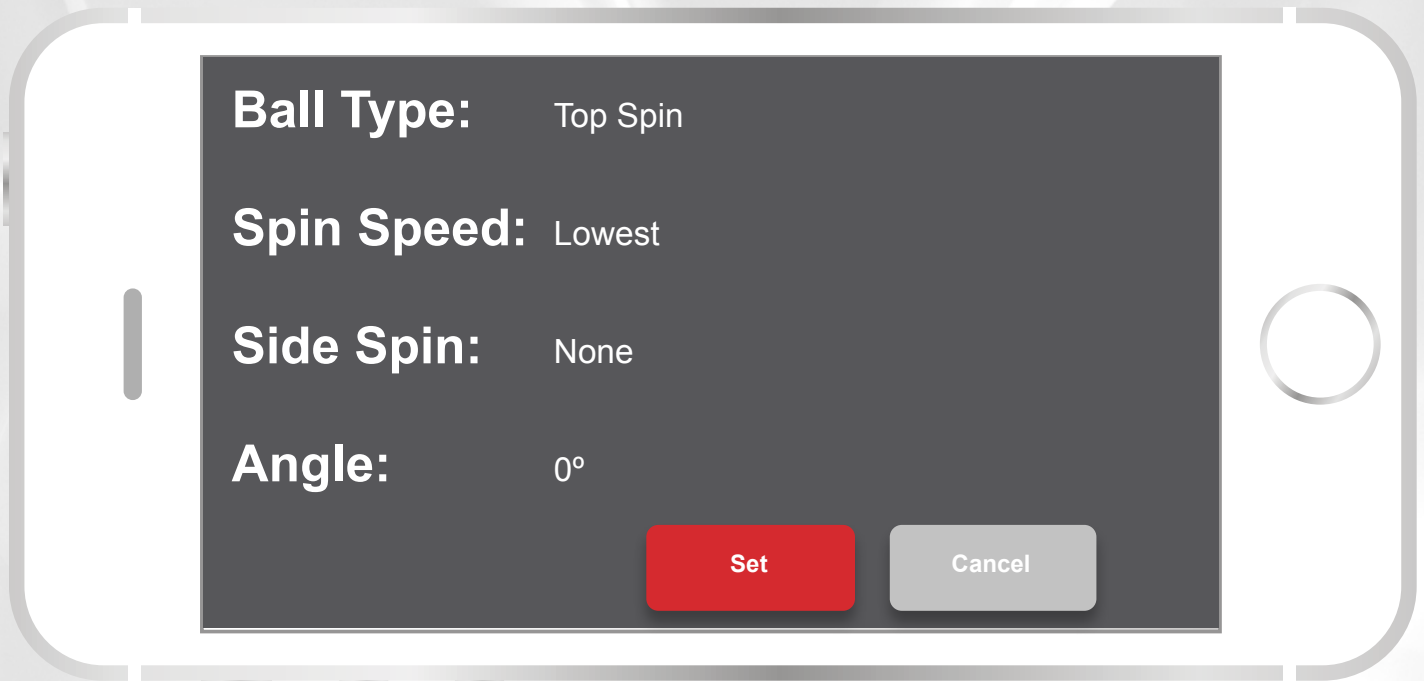 Ball Type: Top Spin
Spin Speed: Lowest
Side Spin: None
Angle: 0º
Set Cancel